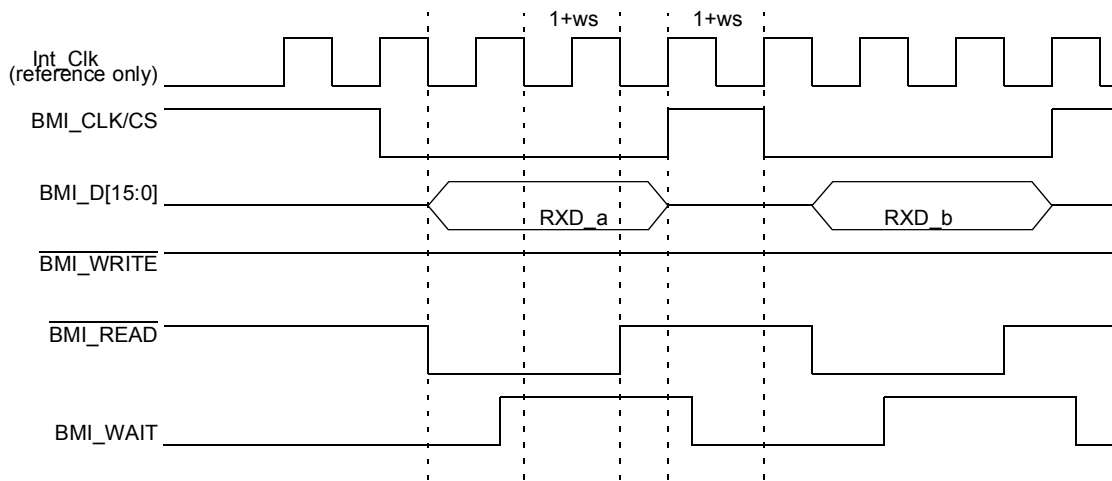 1+ws 1+ws
Int_Clk
(reference only)
BMI_CLK/CS
BMI_D[15:0]
RXD_a RXD_b
BMI_WRITE
BMI_READ
BMI_WAIT